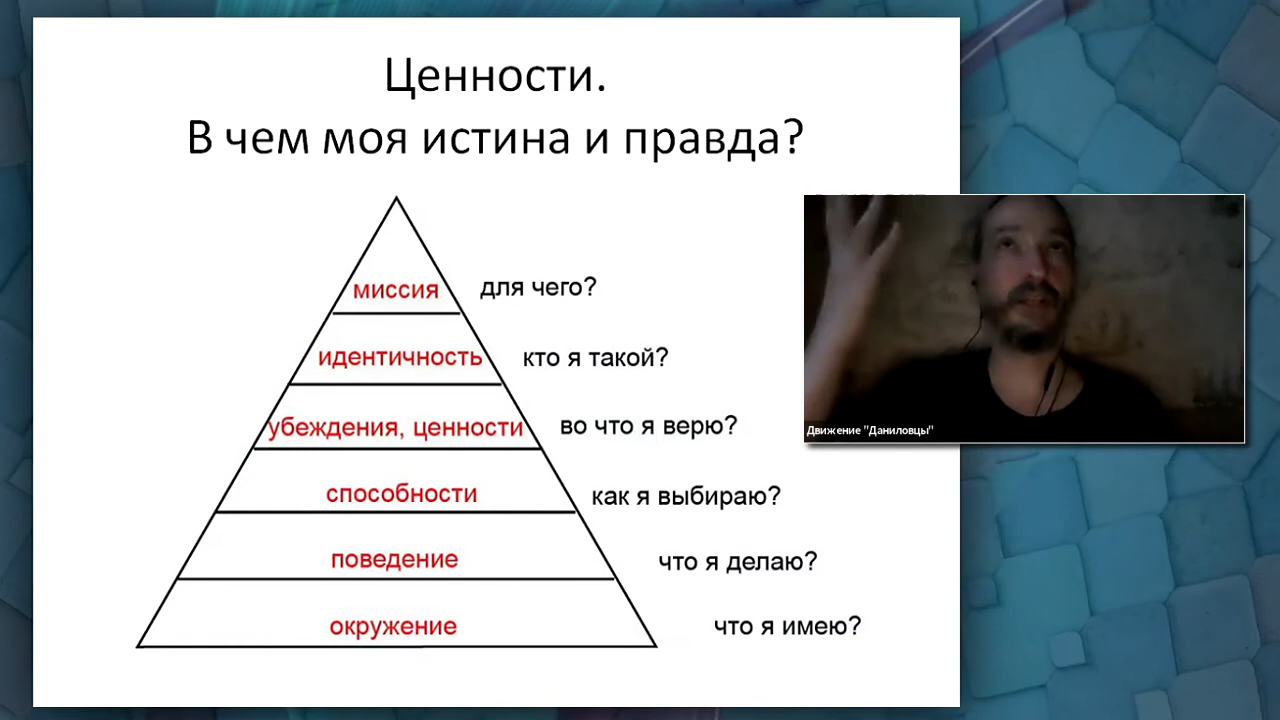 Ценности.
В чем моя истина и правда?
миссия для чего?
идентичность кто я такой?
убеждения, ценности во что я верю?
способности как я выбираю?
поведение что я делаю?
окружение что я имею?
Движение "Даниловцы"